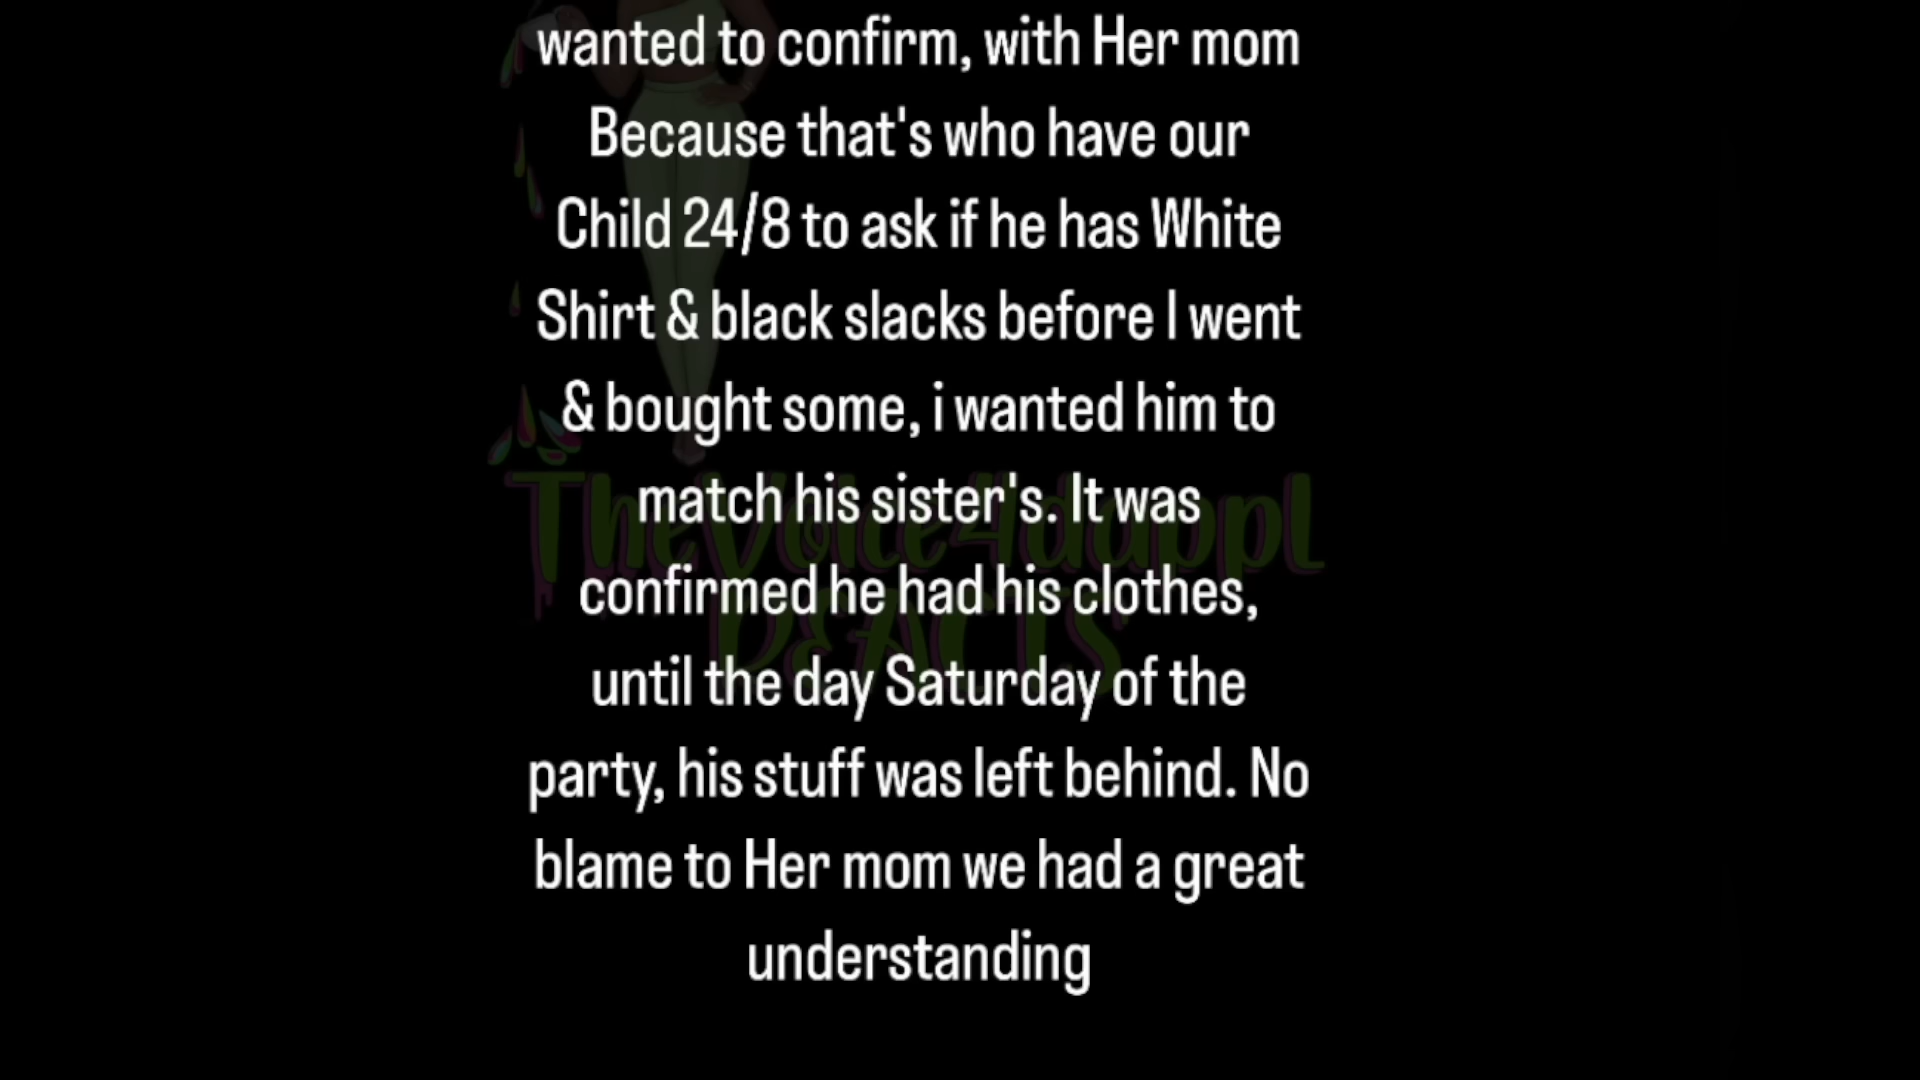 wanted to confirm, with Her mom
Because that's who have our
Child 24/8 to ask if he has White
Shirt & black slacks before I went
& bought some, i wanted him to
match his sister's. It was
confirmed he had his clothes,
until the day Saturday of the
party, his stuff was left behind. No
blame to Her mom we had a great
understanding
TheVoice4dappl
REACTS